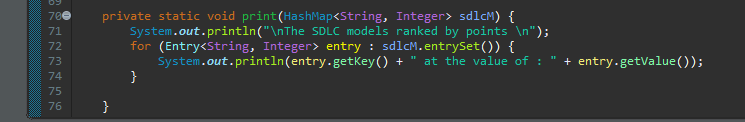 69
70 private static void print(HashMap<String, Integer> sdlcM) {
71 System.out.println("\nThe SDLC models ranked by points \n");
72 for (Entry<String, Integer> entry : sdlcM.entrySet()) {
73 System.out.println(entry.getKey() + " at the value of : " + entry.getValue());
74 }
75
76 }